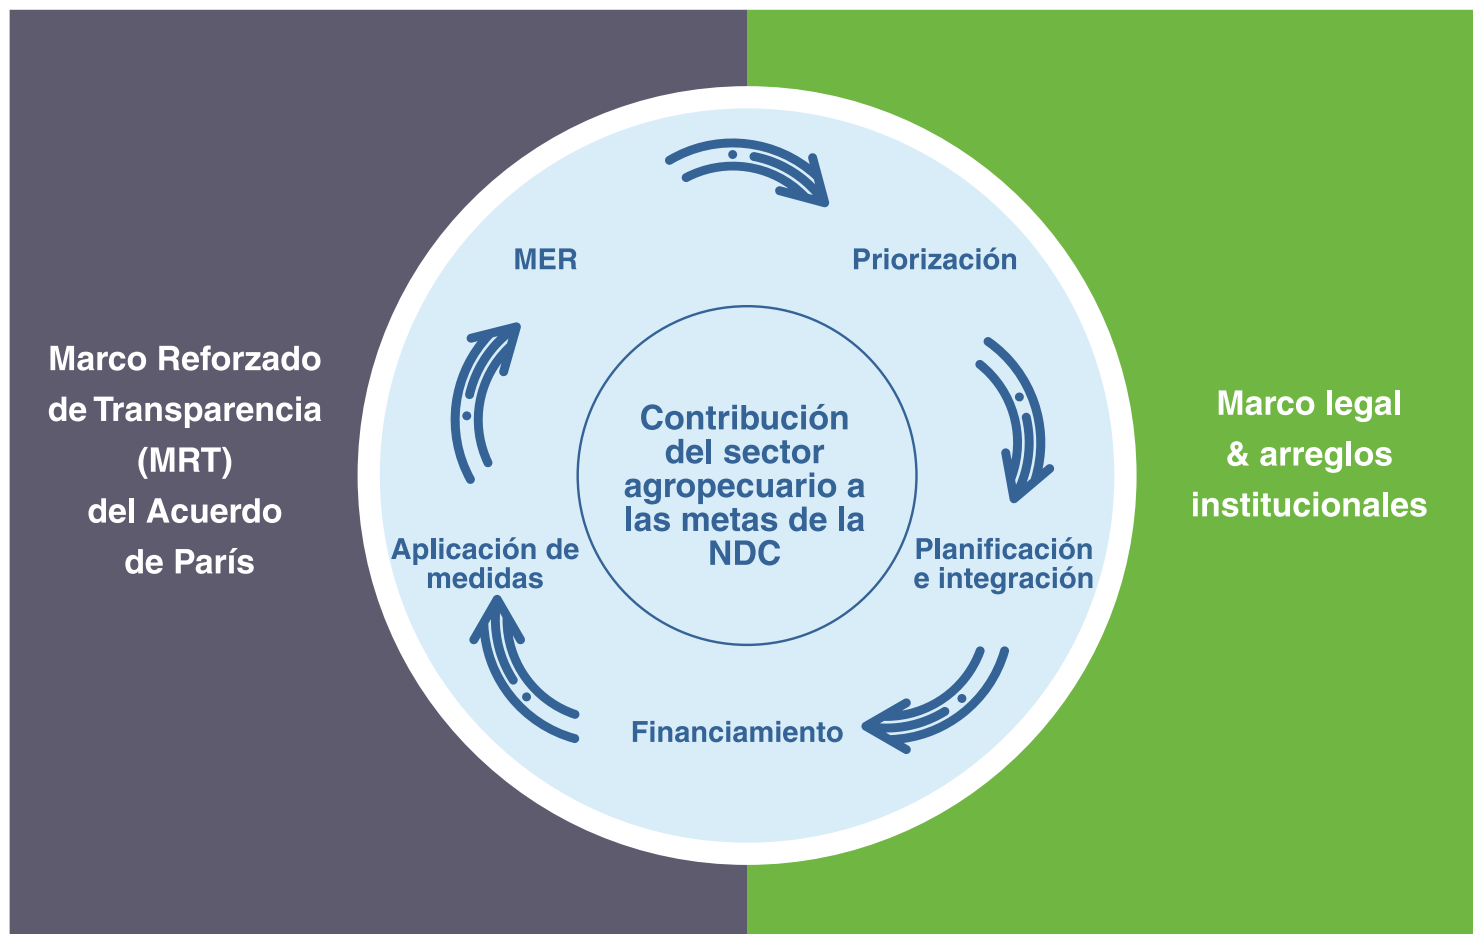 MER
Priorización
Marco Reforzado
de Transparencia
(MRT)
del Acuerdo
de París
Contribución
del sector
agropecuario a
las metas de la
NDC
Marco legal
& arreglos
institucionales
Aplicación de
medidas
Planificación
e integración
Financiamiento